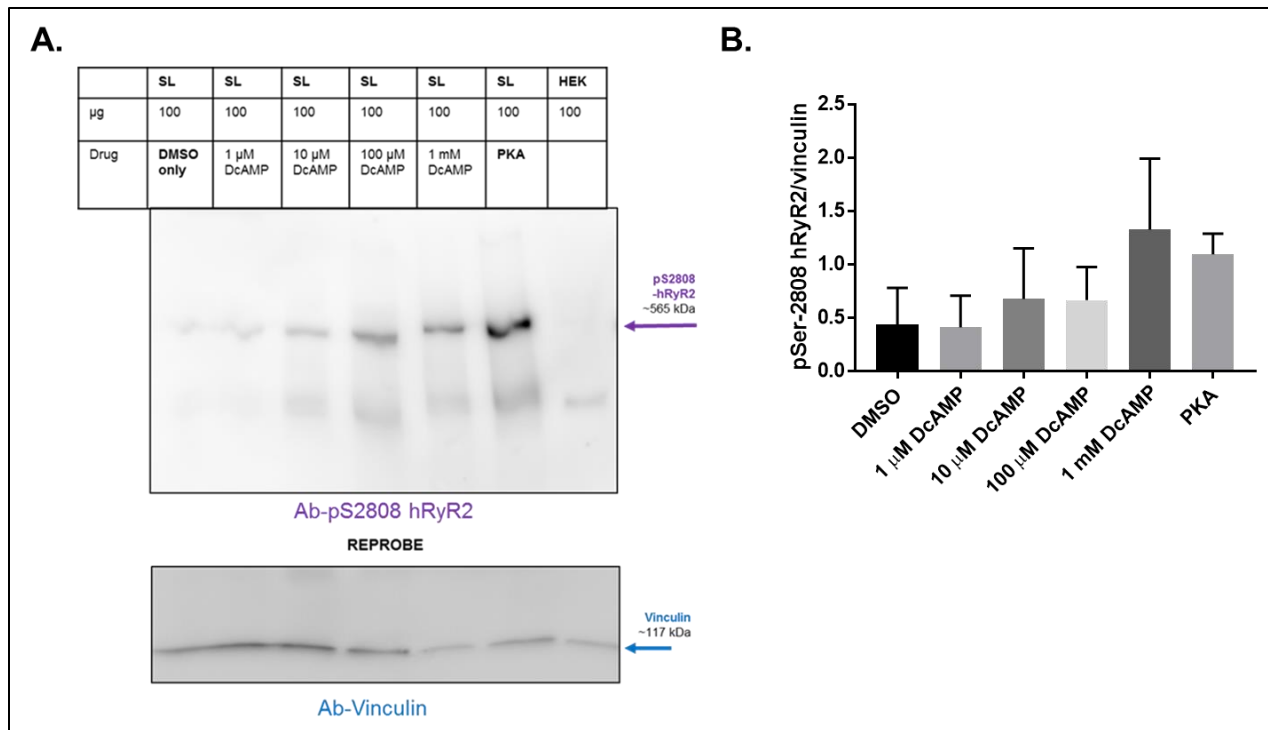 A.
SL SL SL SL SL SL HEK
µg 100 100 100 100 100 100 100
Drug DMSO only 1 µM DcAMP 10 µM DcAMP 100 µM DcAMP 1 mM DcAMP PKA
pS2808
-hRyR2
~565 kDa
Ab-pS2808 hRyR2
REPROBE
Vinculin
~117 kDa
Ab-Vinculin
B.
pSer-2808 hRyR2/vinculin
2.5
2.0
1.5
1.0
0.5
0.0
DMSO
1 µM DcAMP
10 µM DcAMP
100 µM DcAMP
1 mM DcAMP
PKA